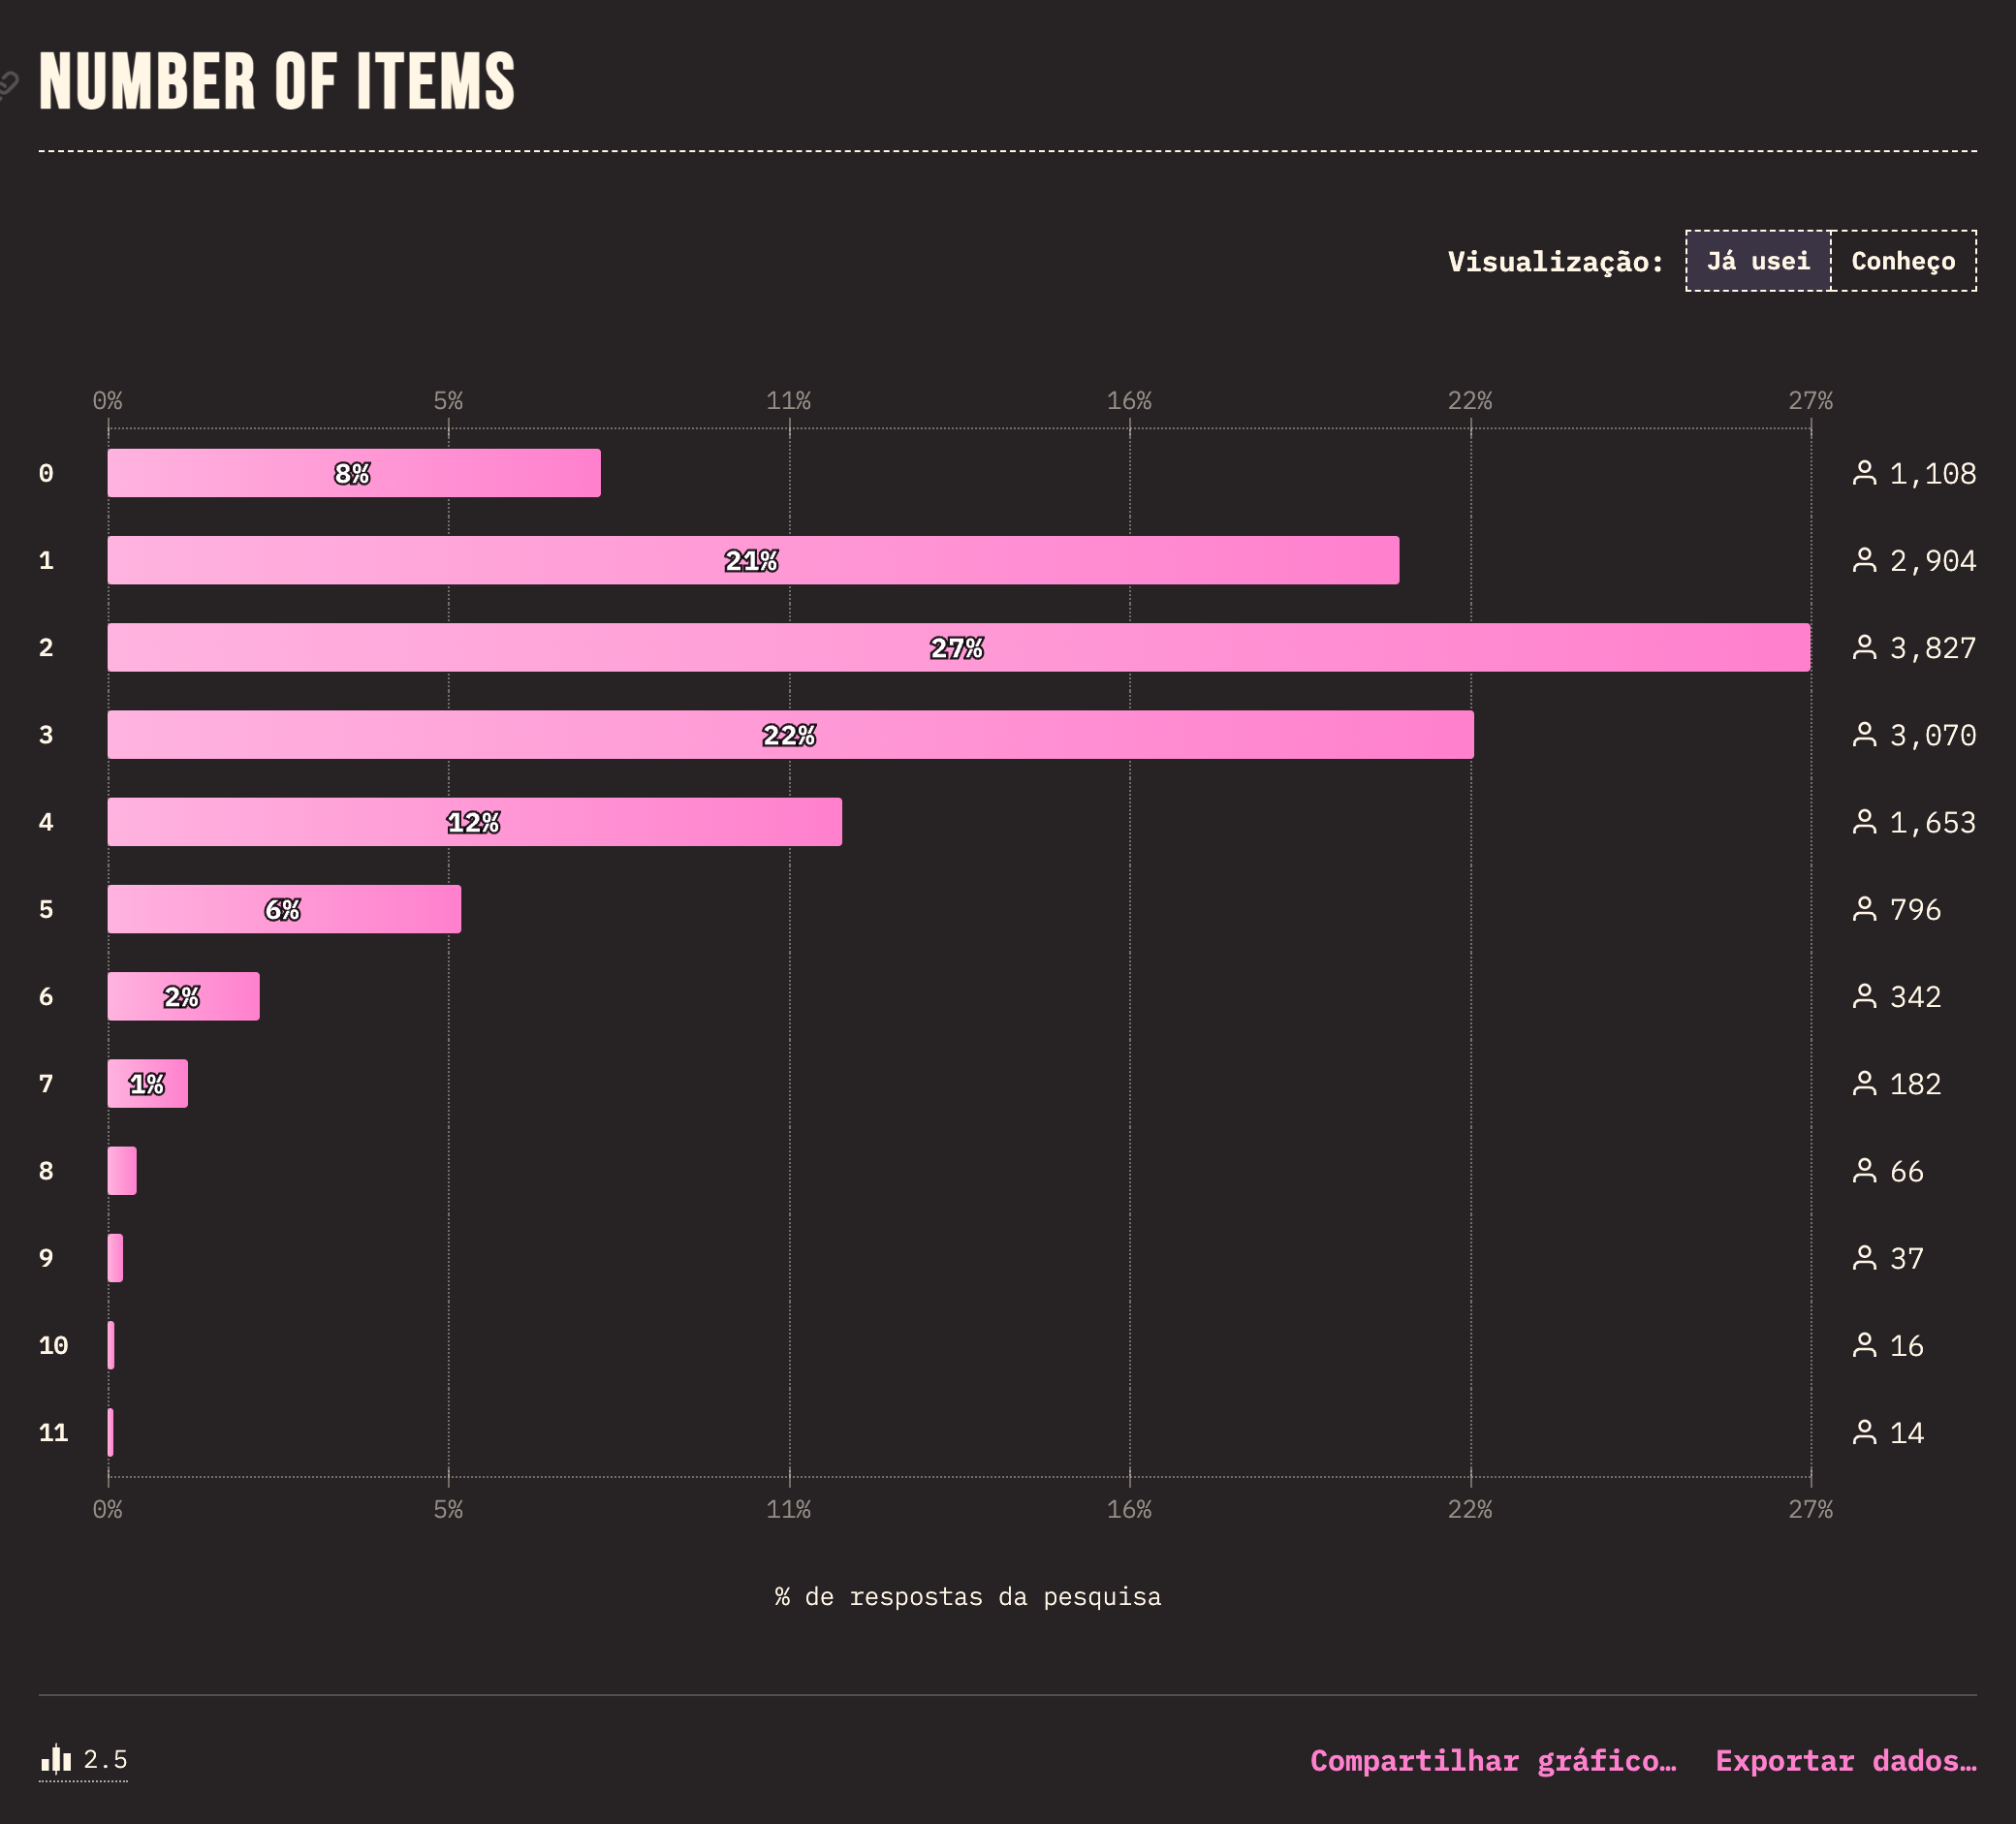 NUMBER OF ITEMS
Visualização: Já usei Conheço
0% 5% 11% 16% 22% 27%
0 8% 1,108
1 21% 2,904
2 27% 3,827
3 22% 3,070
4 12% 1,653
5 6% 796
6 2% 342
7 1% 182
8 66
9 37
10 16
11 14
0% 5% 11% 16% 22% 27%
% de respostas da pesquisa
2.5 Compartilhar gráfico… Exportar dados…